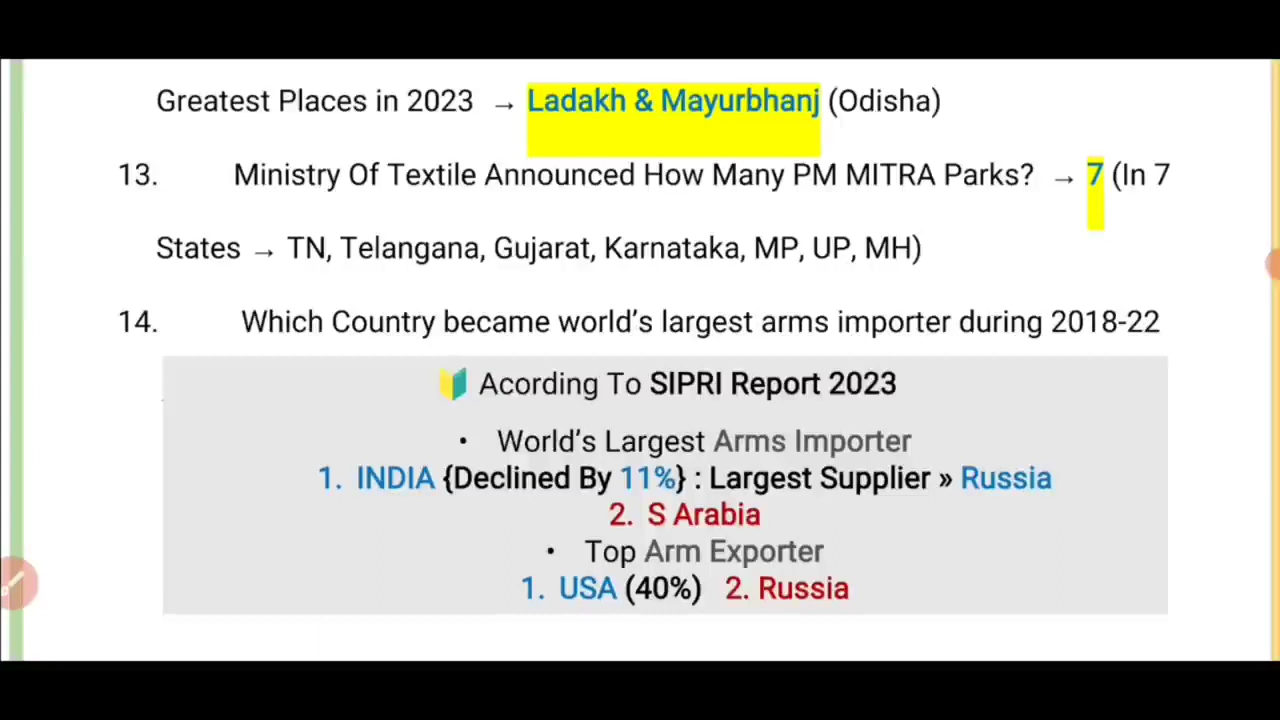 Greatest Places in 2023 → Ladakh & Mayurbhanj (Odisha)
13. Ministry Of Textile Announced How Many PM MITRA Parks? → 7 (In 7
States → TN, Telangana, Gujarat, Karnataka, MP, UP, MH)
14. Which Country became world’s largest arms importer during 2018-22
🔰 Acording To SIPRI Report 2023
• World’s Largest Arms Importer
1. INDIA {Declined By 11%} : Largest Supplier » Russia
2. S Arabia
• Top Arm Exporter
1. USA (40%) 2. Russia